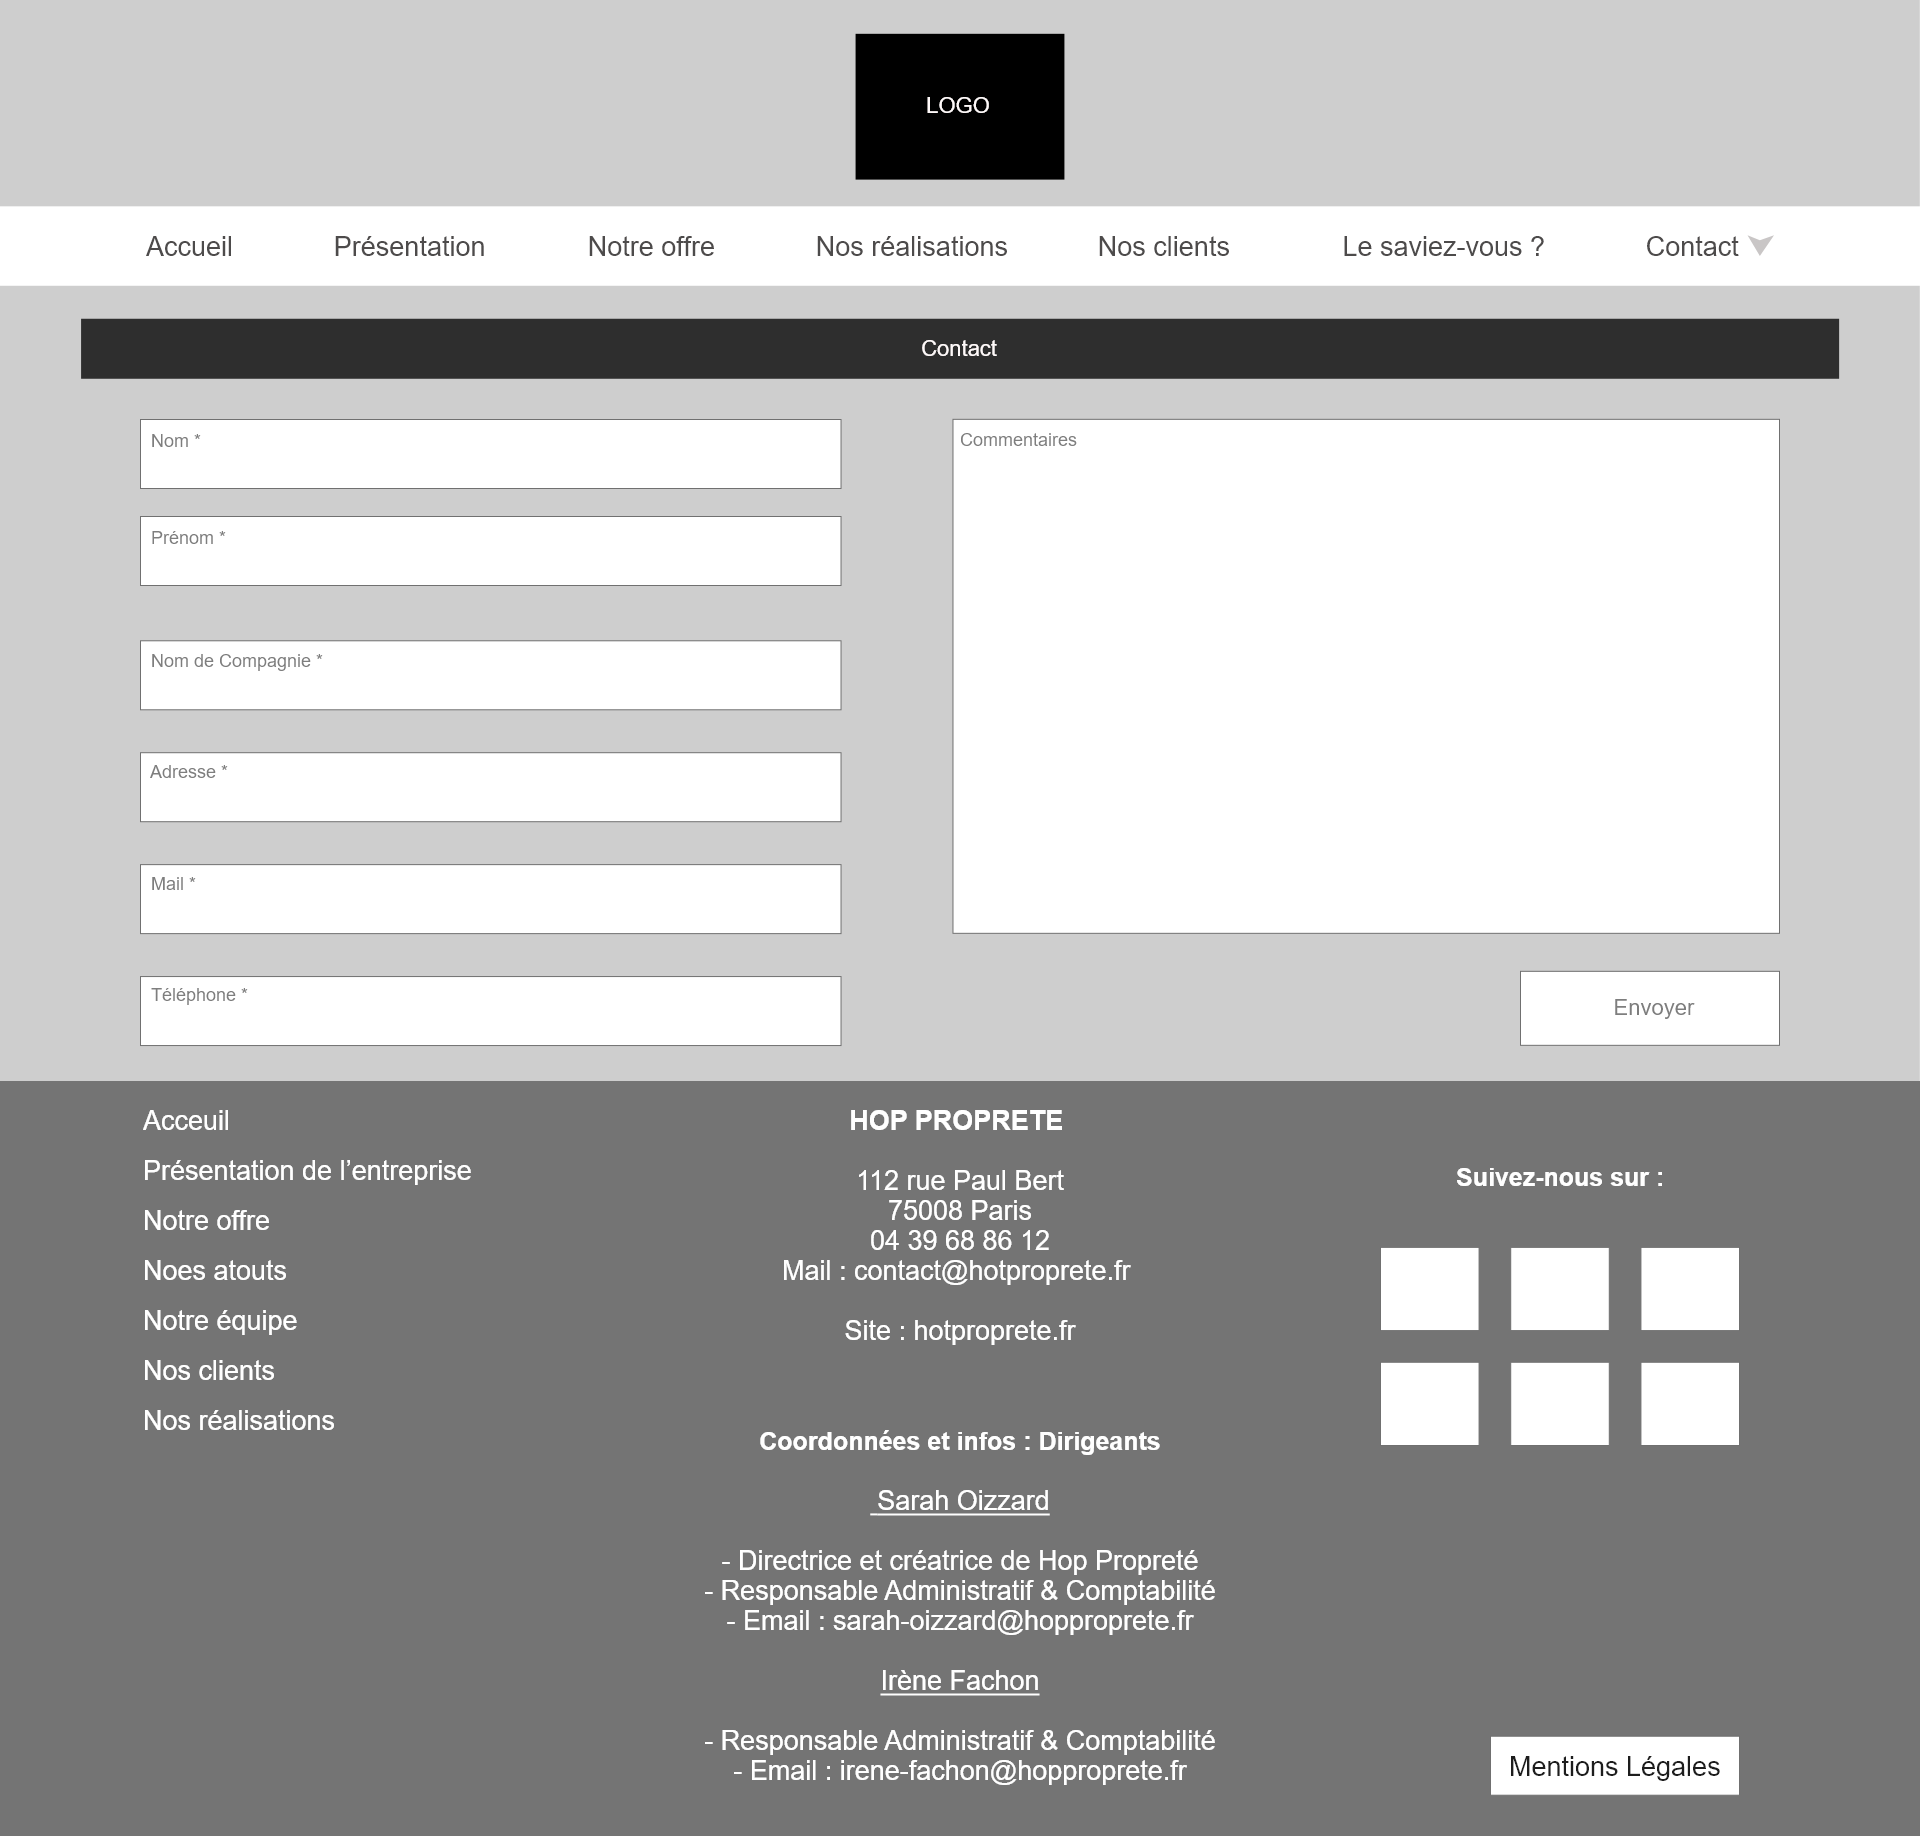 LOGO
Accueil Présentation Notre offre Nos réalisations Nos clients Le saviez-vous ? Contact
Contact
Nom *
Prénom *
Nom de Compagnie *
Adresse *
Mail *
Téléphone *
Commentaires
Envoyer
Acceuil
Présentation de l’entreprise
Notre offre
Noes atouts
Notre équipe
Nos clients
Nos réalisations
HOP PROPRETE
112 rue Paul Bert
75008 Paris
04 39 68 86 12
Mail : contact@hotproprete.fr
Site : hotproprete.fr
Coordonnées et infos : Dirigeants
Sarah Oizzard
- Directrice et créatrice de Hop Propreté
- Responsable Administratif & Comptabilité
- Email : sarah-oizzard@hopproprete.fr
Irène Fachon
- Responsable Administratif & Comptabilité
- Email : irene-fachon@hopproprete.fr
Suivez-nous sur :
Mentions Légales